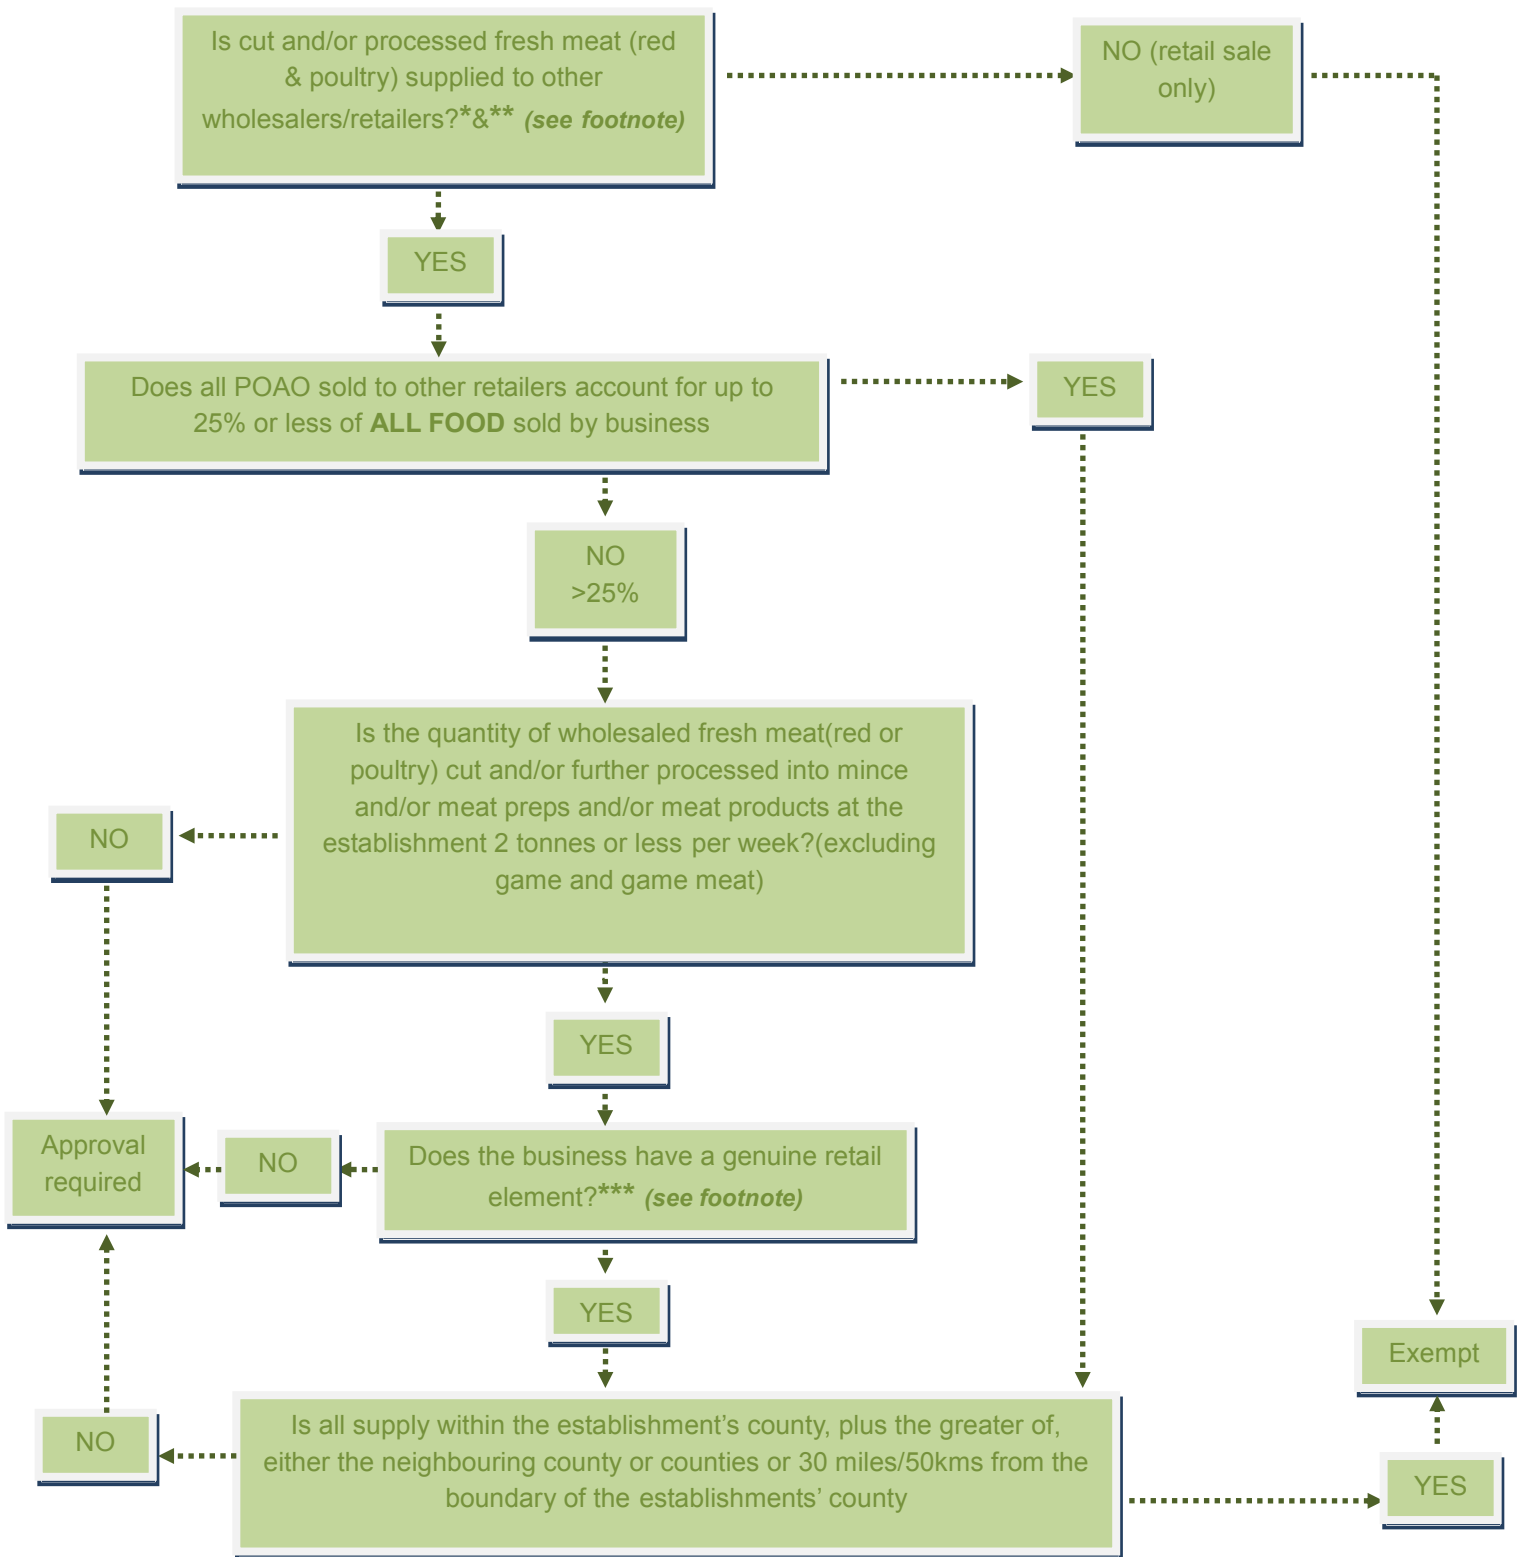 Is cut and/or processed fresh meat (red
& poultry) supplied to other
wholesalers/retailers?*&** (see footnote)
NO (retail sale
only)
YES
Does all POAO sold to other retailers account for up to
25% or less of ALL FOOD sold by business
YES
NO
>25%
Is the quantity of wholesaled fresh meat(red or
poultry) cut and/or further processed into mince
and/or meat preps and/or meat products at the
establishment 2 tonnes or less per week?(excluding
game and game meat)
NO
YES
Approval
required
NO
Does the business have a genuine retail
element?*** (see footnote)
YES
Exempt
NO
Is all supply within the establishment’s county, plus the greater of,
either the neighbouring county or counties or 30 miles/50kms from the
boundary of the establishments’ county
YES